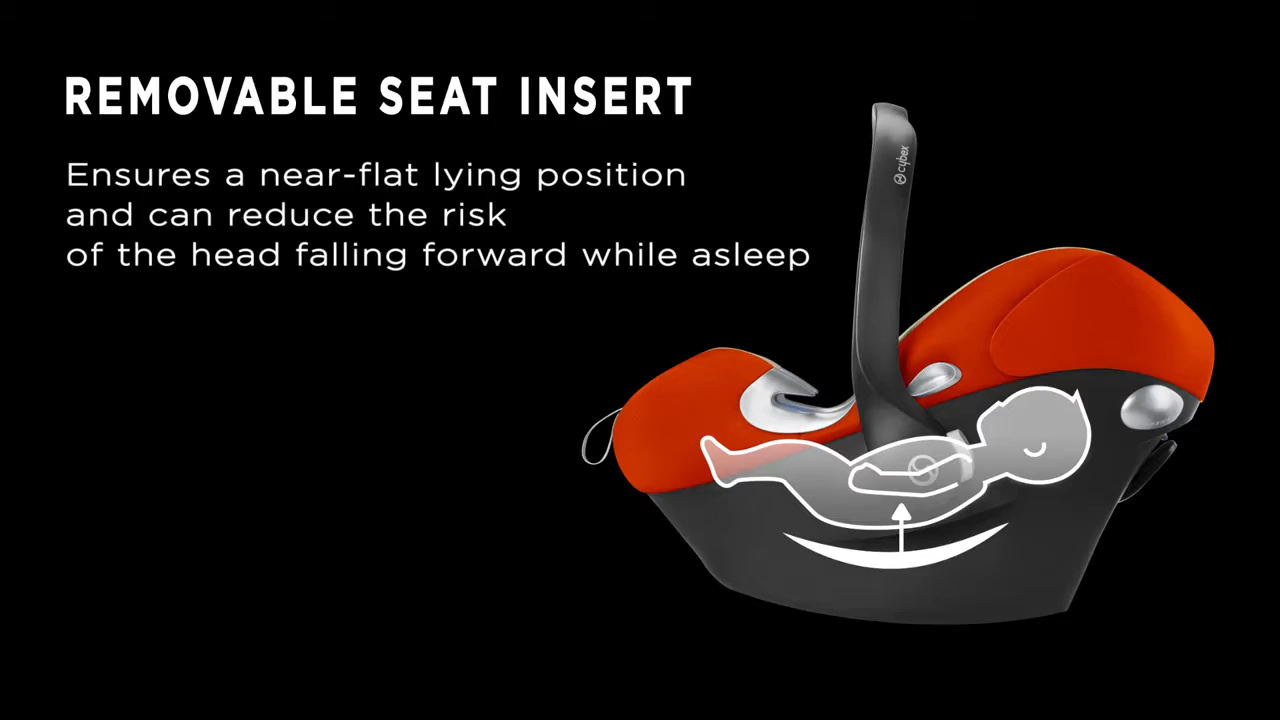 REMOVABLE SEAT INSERT
Ensures a near-flat lying position
and can reduce the risk
of the head falling forward while asleep
cybex